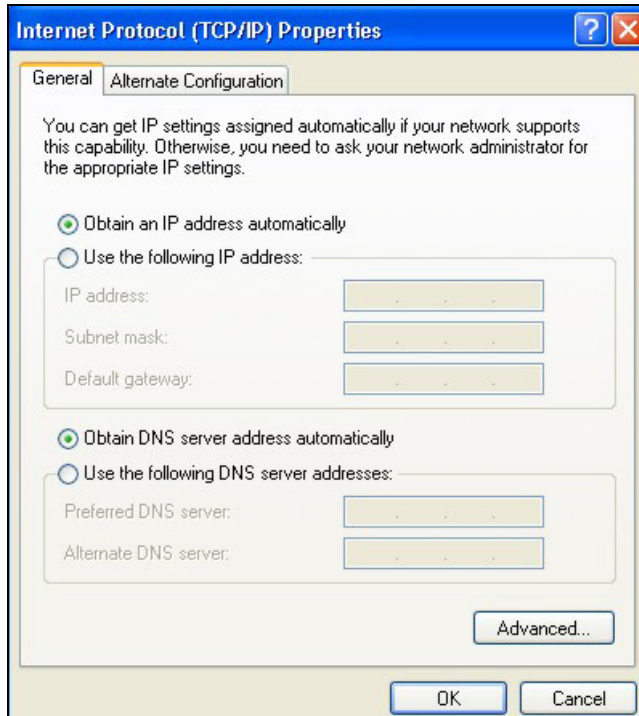 Internet Protocol (TCP/IP) Properties
General
Alternate Configuration
You can get IP settings assigned automatically if your network supports
this capability. Otherwise, you need to ask your network administrator for
the appropriate IP settings.
Obtain an IP address automatically
Use the following IP address:
IP address:
Subnet mask:
Default gateway:
Obtain DNS server address automatically
Use the following DNS server addresses:
Preferred DNS server:
Alternate DNS server:
Advanced...
OK
Cancel